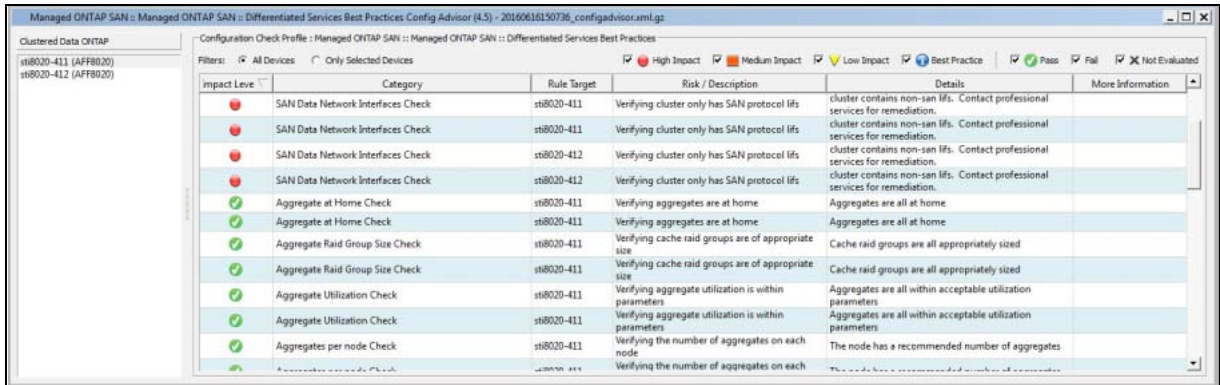 Managed ONTAP SAN :: Managed ONTAP SAN :: Differentiated Services Best Practices Config Advisor (4.5) - 20160616150736_configadvisor.xml.gz
Clustered Data ONTAP
sti8020-411 (AFF8020)
sti8020-412 (AFF8020)
Configuration Check Profile : Managed ONTAP SAN :: Managed ONTAP SAN :: Differentiated Services Best Practices
Filters: All Devices Only Selected Devices High Impact Medium Impact Low Impact Best Practice Pass Fail Not Evaluated
Impact Leve Category Rule Target Risk / Description Details More Information
SAN Data Network Interfaces Check sti8020-411 Verifying cluster only has SAN protocol lifs cluster contains non-san lifs. Contact professional
services for remediation.
SAN Data Network Interfaces Check sti8020-411 Verifying cluster only has SAN protocol lifs cluster contains non-san lifs. Contact professional
services for remediation.
SAN Data Network Interfaces Check sti8020-412 Verifying cluster only has SAN protocol lifs cluster contains non-san lifs. Contact professional
services for remediation.
SAN Data Network Interfaces Check sti8020-412 Verifying cluster only has SAN protocol lifs cluster contains non-san lifs. Contact professional
services for remediation.
Aggregate at Home Check sti8020-411 Verifying aggregates are at home Aggregates are all at home
Aggregate at Home Check sti8020-411 Verifying aggregates are at home Aggregates are all at home
Aggregate Raid Group Size Check sti8020-411 Verifying cache raid groups are of appropriate
size Cache raid groups are all appropriately sized
Aggregate Raid Group Size Check sti8020-411 Verifying cache raid groups are of appropriate
size Cache raid groups are all appropriately sized
Aggregate Utilization Check sti8020-411 Verifying aggregate utilization is within
parameters Aggregates are all within acceptable utilization
parameters
Aggregate Utilization Check sti8020-411 Verifying aggregate utilization is within
parameters Aggregates are all within acceptable utilization
parameters
Aggregates per node Check sti8020-411 Verifying the number of aggregates on each
node The node has a recommended number of aggregates
Verifying the number of aggregates on each